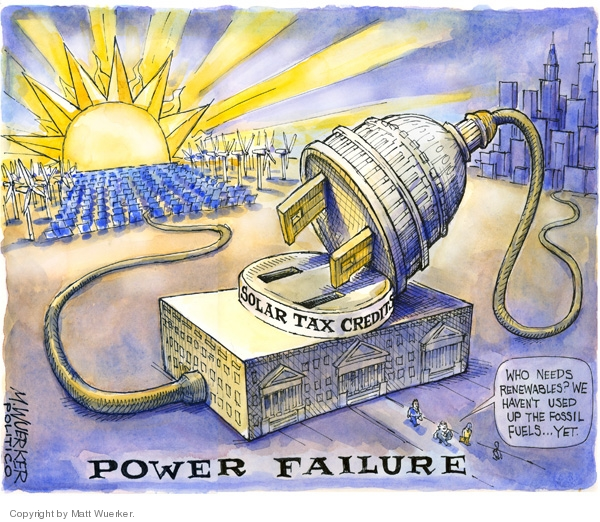 SOLAR TAX CREDITS
WHO NEEDS
RENEWABLES? WE
HAVEN'T USED
UP THE FOSSIL
FUELS...YET.
POWER FAILURE
M.WUERKER
POLITICO
Copyright by Matt Wuerker.